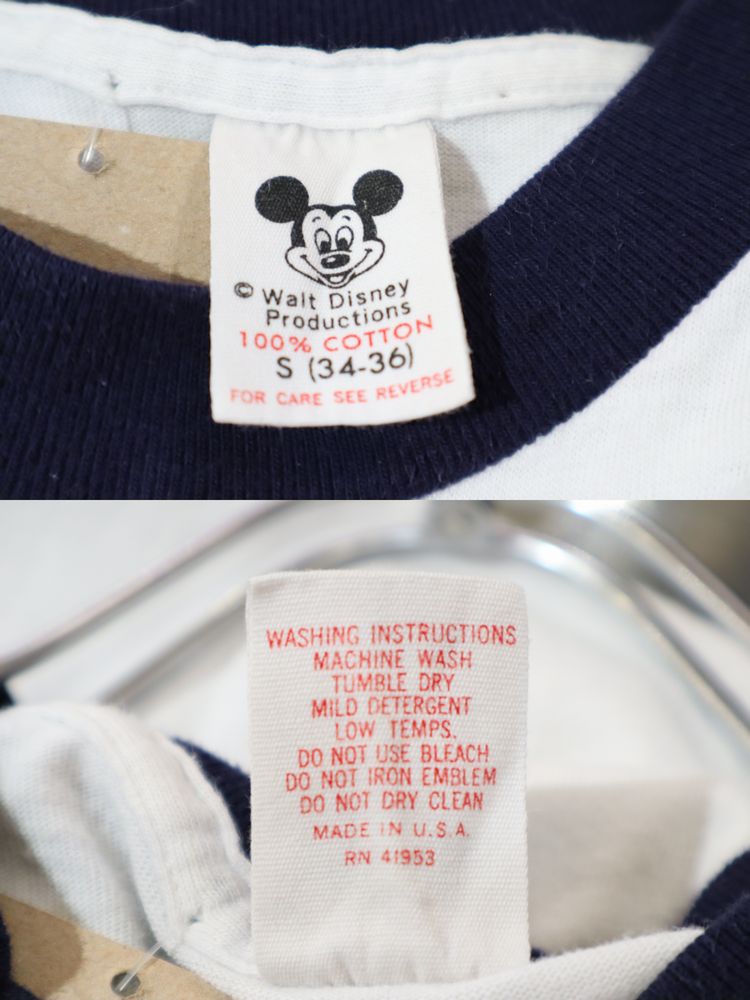 © Walt Disney
Productions
100% COTTON
S (34-36)
FOR CARE SEE REVERSE
WASHING INSTRUCTIONS
MACHINE WASH
TUMBLE DRY
MILD DETERGENT
LOW TEMPS.
DO NOT USE BLEACH
DO NOT IRON EMBLEM
DO NOT DRY CLEAN
MADE IN U.S.A.
RN 41953